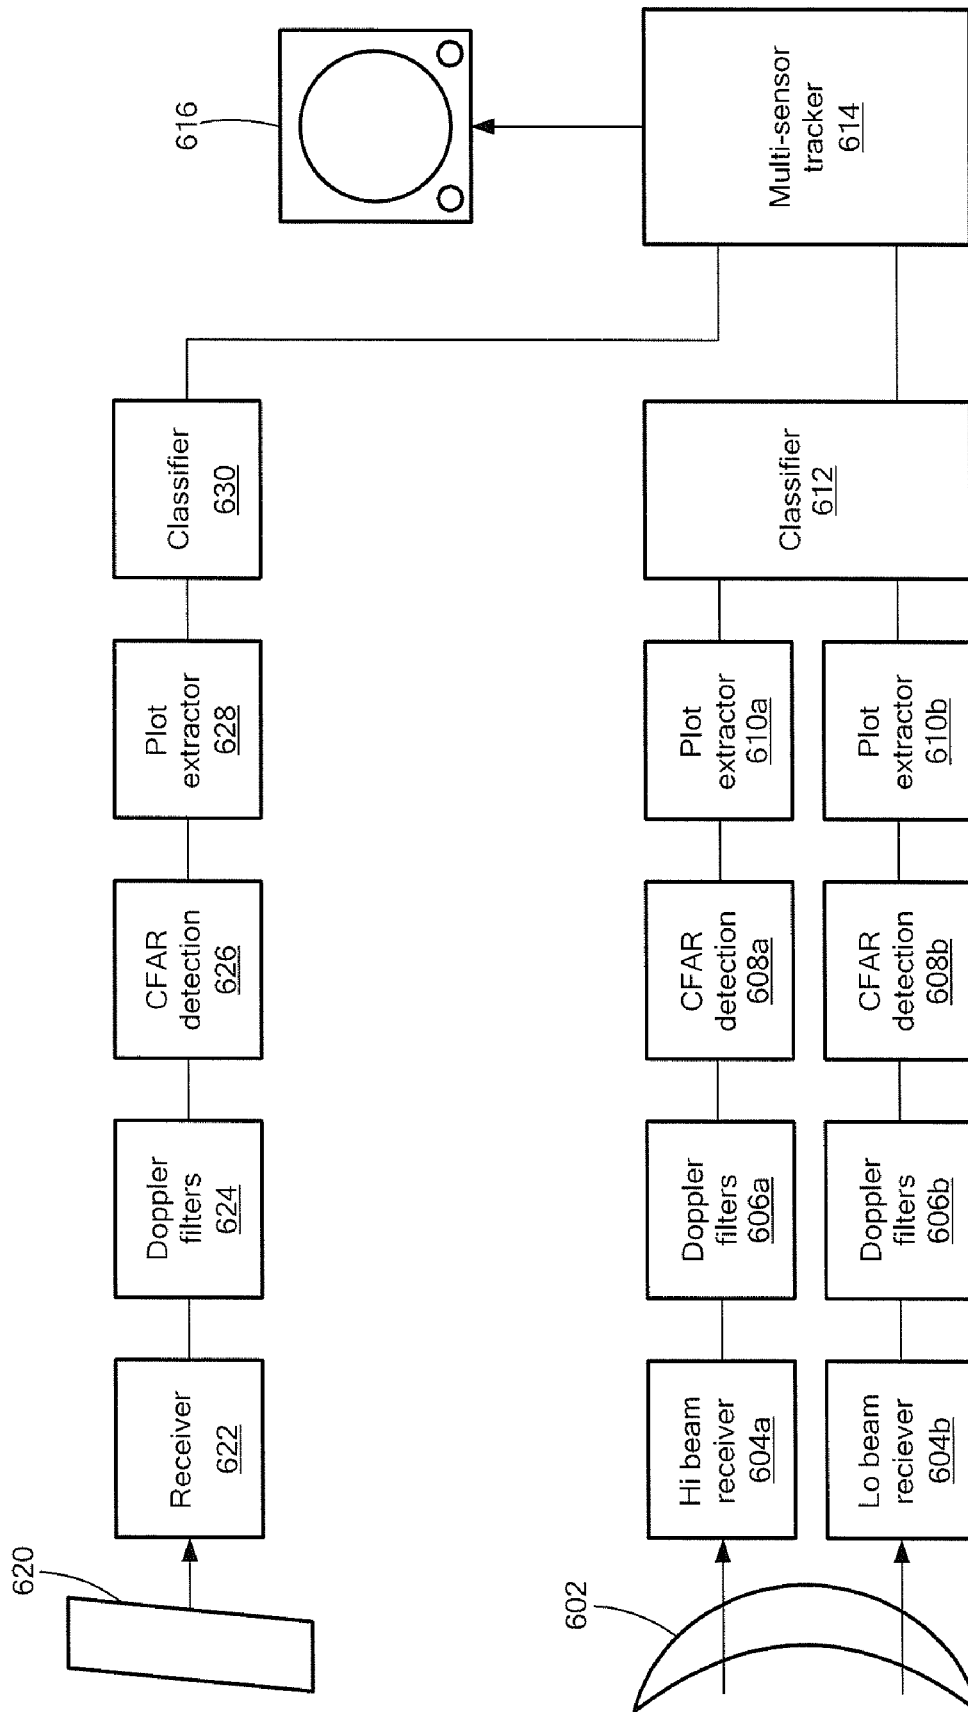 620
Receiver
622
Doppler
filters
624
CFAR
detection
626
Plot
extractor
628
Classifier
630
616
602
Hi beam
receiver
604a
Doppler
filters
606a
CFAR
detection
608a
Plot
extractor
610a
Lo beam
reciever
604b
Doppler
filters
606b
CFAR
detection
608b
Plot
extractor
610b
Classifier
612
Multi-sensor
tracker
614